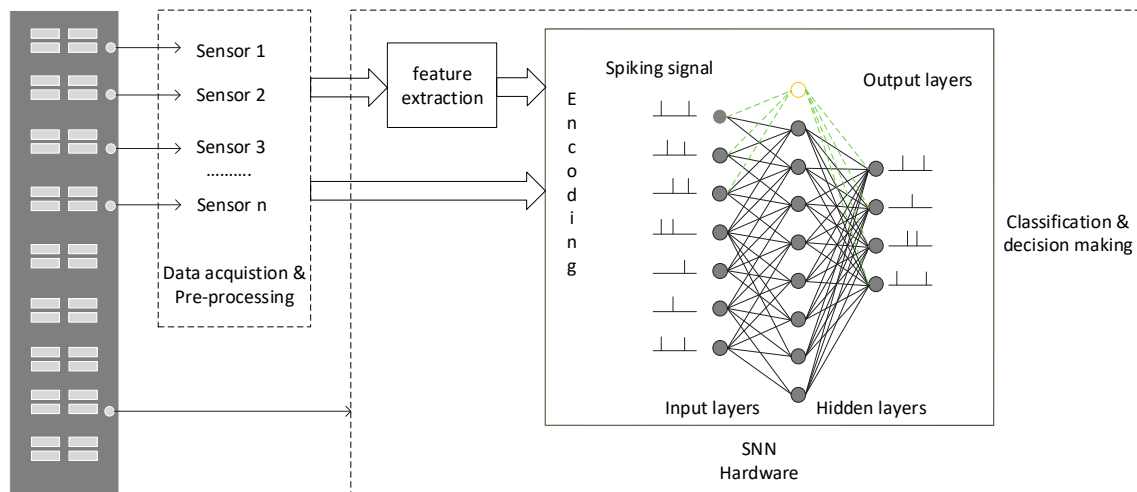 Sensor 1
Sensor 2
Sensor 3
..........
Sensor n
Data acquistion &
Pre-processing
feature
extraction
Encoding
Spiking signal
Output layers
Input layers
Hidden layers
SNN
Hardware
Classification &
decision making